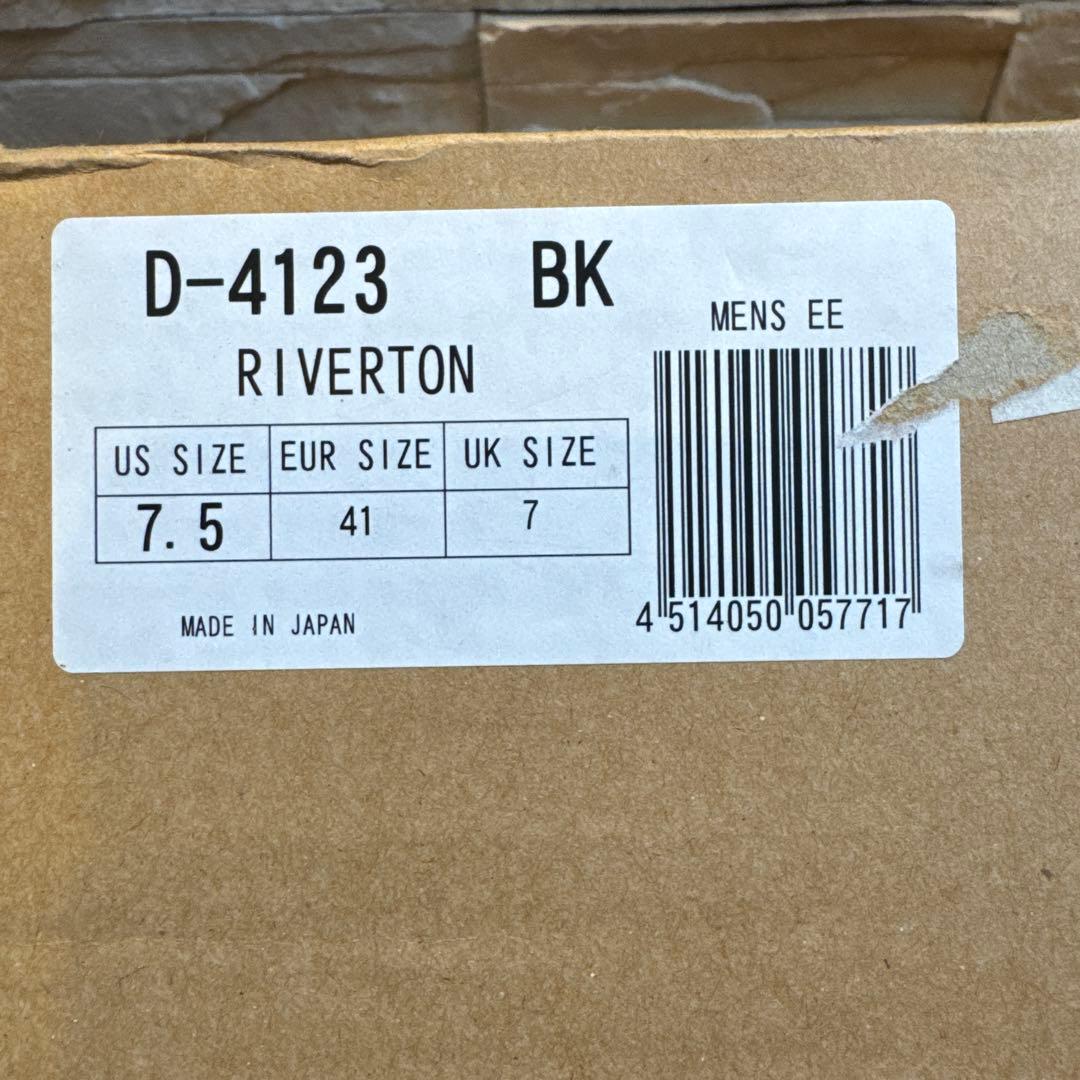 D-4123 BK
RIVERTON
MENS EE
US SIZE EUR SIZE UK SIZE
7.5 41 7
MADE IN JAPAN
4 514050 057717